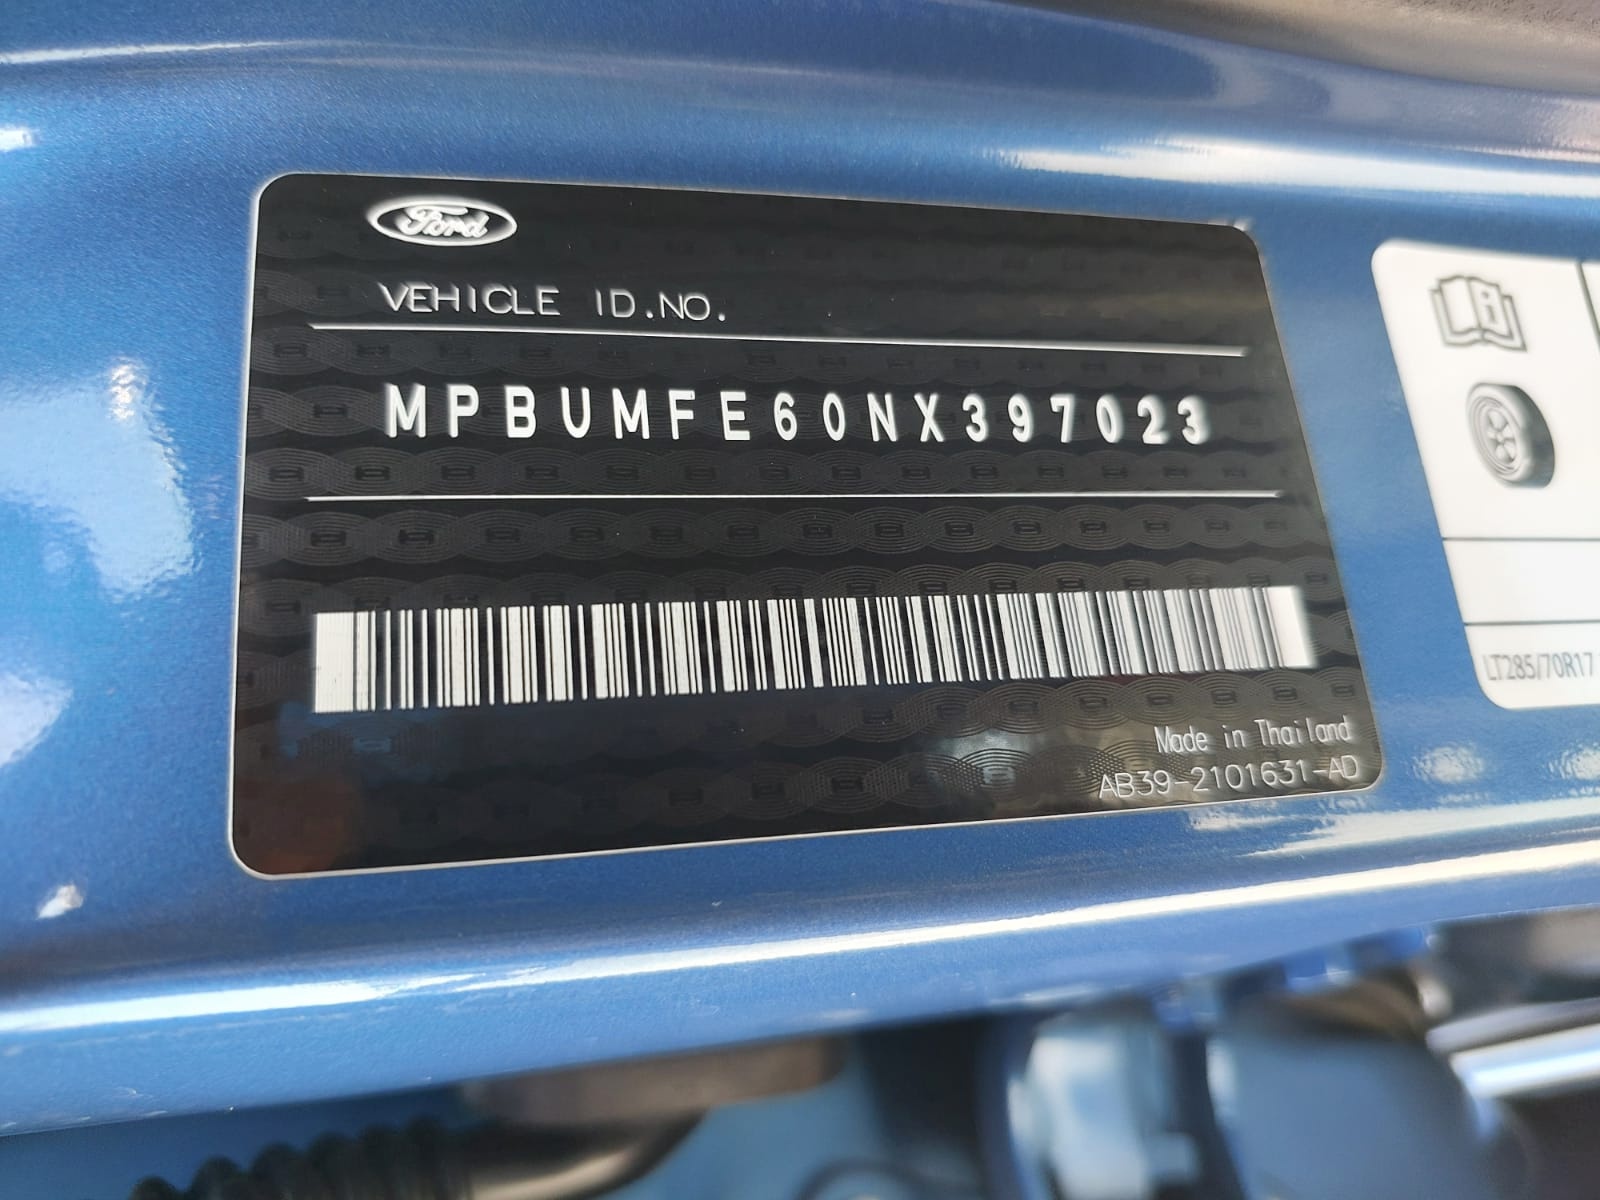 Ford
VEHICLE ID.NO.
MPBUMFE60NX397023
Made in Thailand
AB39-2101631-AD
i
LT285/70R17